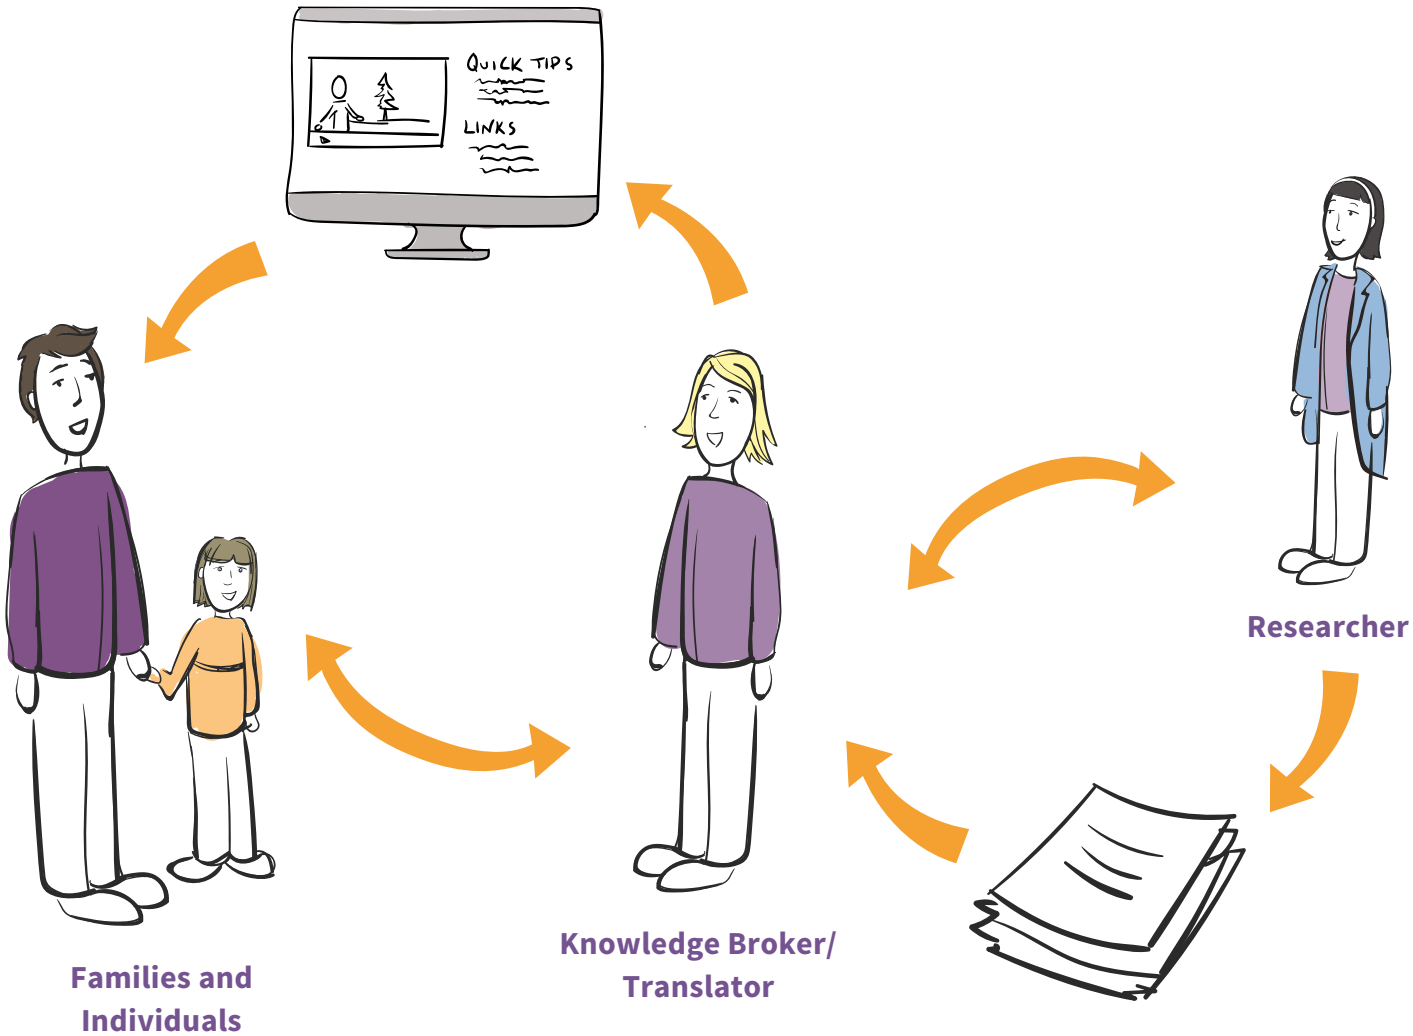 QUICK TIPS
LINKS
Researcher
Knowledge Broker/
Translator
Families and
Individuals